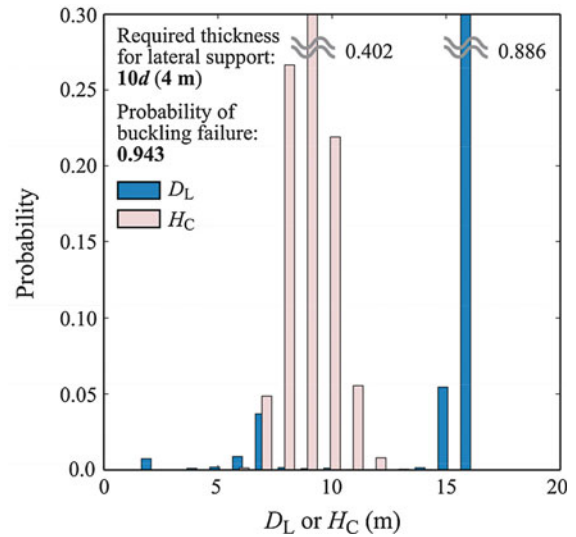 Required thickness
for lateral support:
10d (4 m)
Probability of
buckling failure:
0.943
D_L
H_C
0.402
0.886
0.30
0.25
0.20
0.15
0.10
0.05
0.0
Probability
0 5 10 15 20
D_L or H_C (m)